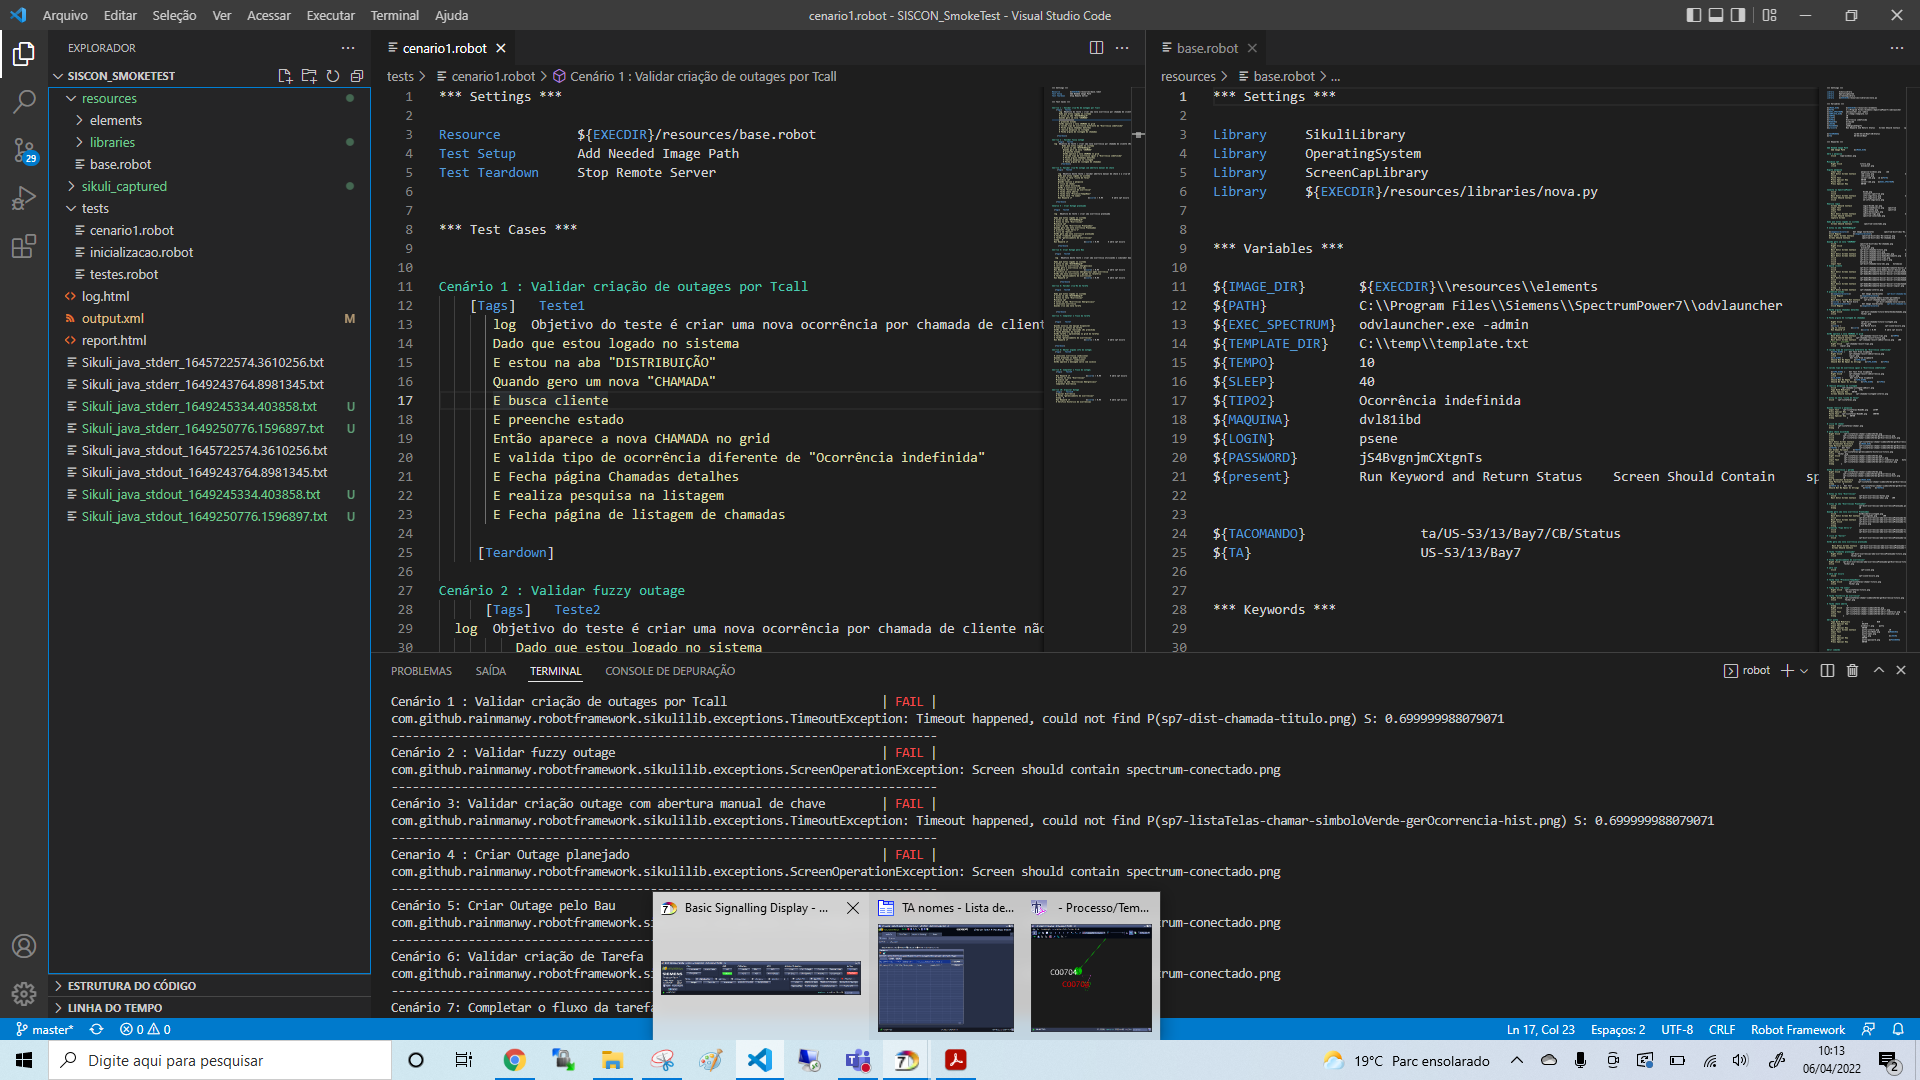 Arquivo Editar Seleção Ver Acessar Executar Terminal Ajuda
cenario1.robot - SISCON_SmokeTest - Visual Studio Code
EXPLORADOR
SISCON_SMOKETEST
resources
elements
libraries
base.robot
sikuli_captured
tests
cenario1.robot
inicializacao.robot
testes.robot
log.html
output.xml M
report.html
Sikuli_java_stderr_1645722574.3610256.txt
Sikuli_java_stderr_1649243764.8981345.txt
Sikuli_java_stderr_1649245334.403858.txt U
Sikuli_java_stderr_1649250776.1596897.txt U
Sikuli_java_stdout_1645722574.3610256.txt
Sikuli_java_stdout_1649243764.8981345.txt
Sikuli_java_stdout_1649245334.403858.txt U
Sikuli_java_stdout_1649250776.1596897.txt U
ESTRUTURA DO CÓDIGO
LINHA DO TEMPO
29
cenario1.robot
tests > cenario1.robot > Cenário 1 : Validar criação de outages por Tcall
1 *** Settings ***
2
3 Resource ${EXECDIR}/resources/base.robot
4 Test Setup Add Needed Image Path
5 Test Teardown Stop Remote Server
6
7
8 *** Test Cases ***
9
10
11 Cenário 1 : Validar criação de outages por Tcall
12 [Tags] Teste1
13 log Objetivo do teste é criar uma nova ocorrência por chamada de client
14 Dado que estou logado no sistema
15 E estou na aba "DISTRIBUIÇÃO"
16 Quando gero um nova "CHAMADA"
17 E busca cliente
18 E preenche estado
19 Então aparece a nova CHAMADA no grid
20 E valida tipo de ocorrência diferente de "Ocorrência indefinida"
21 E Fecha página Chamadas detalhes
22 E realiza pesquisa na listagem
23 E Fecha página de listagem de chamadas
24
25 [Teardown]
26
27 Cenário 2 : Validar fuzzy outage
28 [Tags] Teste2
29 log Objetivo do teste é criar uma nova ocorrência por chamada de cliente não
30 Dado que estou logado no sistema
base.robot
resources > base.robot > ...
1 *** Settings ***
2
3 Library SikuliLibrary
4 Library OperatingSystem
5 Library ScreenCapLibrary
6 Library ${EXECDIR}/resources/libraries/nova.py
7
8
9 *** Variables ***
10
11 ${IMAGE_DIR} ${EXECDIR}\\resources\\elements
12 ${PATH} C:\\Program Files\\Siemens\\SpectrumPower7\\odvlauncher
13 ${EXEC_SPECTRUM} odvlauncher.exe -admin
14 ${TEMPLATE_DIR} C:\\temp\\template.txt
15 ${TEMPO} 10
16 ${SLEEP} 40
17 ${TIPO2} Ocorrência indefinida
18 ${MAQUINA} dvl81ibd
19 ${LOGIN} psene
20 ${PASSWORD} jS4BvgnjmCXtgnTs
21 ${present} Run Keyword and Return Status Screen Should Contain sp
22
23
24 ${TACOMANDO} ta/US-S3/13/Bay7/CB/Status
25 ${TA} US-S3/13/Bay7
26
27
28 *** Keywords ***
29
30
PROBLEMAS SAÍDA TERMINAL CONSOLE DE DEPURAÇÃO
robot
Cenário 1 : Validar criação de outages por Tcall | FAIL |
com.github.rainmanwy.robotframework.sikulilib.exceptions.TimeoutException: Timeout happened, could not find P(sp7-dist-chamada-titulo.png) S: 0.699999988079071
Cenário 2 : Validar fuzzy outage | FAIL |
com.github.rainmanwy.robotframework.sikulilib.exceptions.ScreenOperationException: Screen should contain spectrum-conectado.png
Cenário 3: Validar criação outage com abertura manual de chave | FAIL |
com.github.rainmanwy.robotframework.sikulilib.exceptions.TimeoutException: Timeout happened, could not find P(sp7-listaTelas-chamar-simboloVerde-gerOcorrencia-hist.png) S: 0.699999988079071
Cenario 4 : Criar Outage planejado | FAIL |
com.github.rainmanwy.robotframework.sikulilib.exceptions.ScreenOperationException: Screen should contain spectrum-conectado.png
Cenário 5: Criar Outage pelo Bau
com.github.rainmanwy.robotframework.si ctrum-conectado.png
Cenário 6: Validar criação de Tarefa
com.github.rainmanwy.robotframework.si ctrum-conectado.png
Cenário 7: Completar o fluxo da taref
Basic Signalling Display - ...
TA nomes - Lista de...
- Processo/Tem...
SIEMENS
C00704
master* 0 0
Ln 17, Col 23 Espaços: 2 UTF-8 CRLF Robot Framework
Digite aqui para pesquisar
19°C Parc ensolarado
10:13
06/04/2022
2